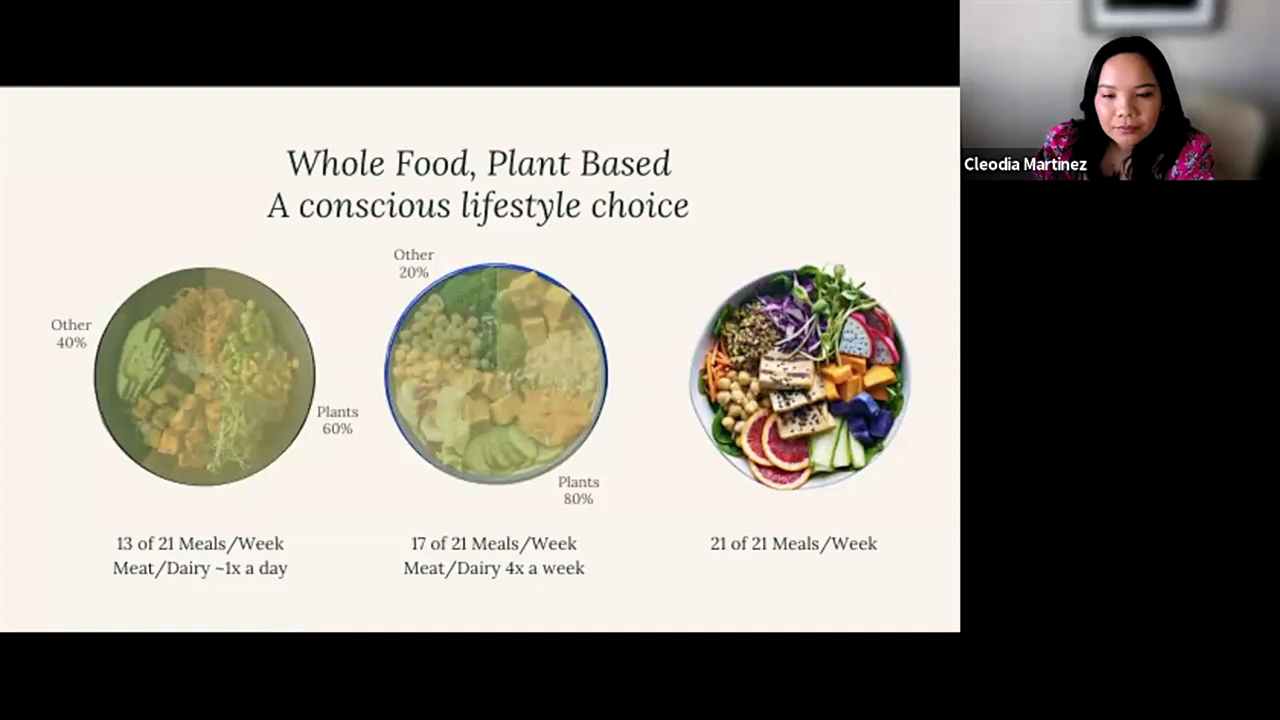 Whole Food, Plant Based
A conscious lifestyle choice
Other
40%
Plants
60%
13 of 21 Meals/Week
Meat/Dairy ~1x a day
Other
20%
Plants
80%
17 of 21 Meals/Week
Meat/Dairy 4x a week
21 of 21 Meals/Week
Cleodia Martinez